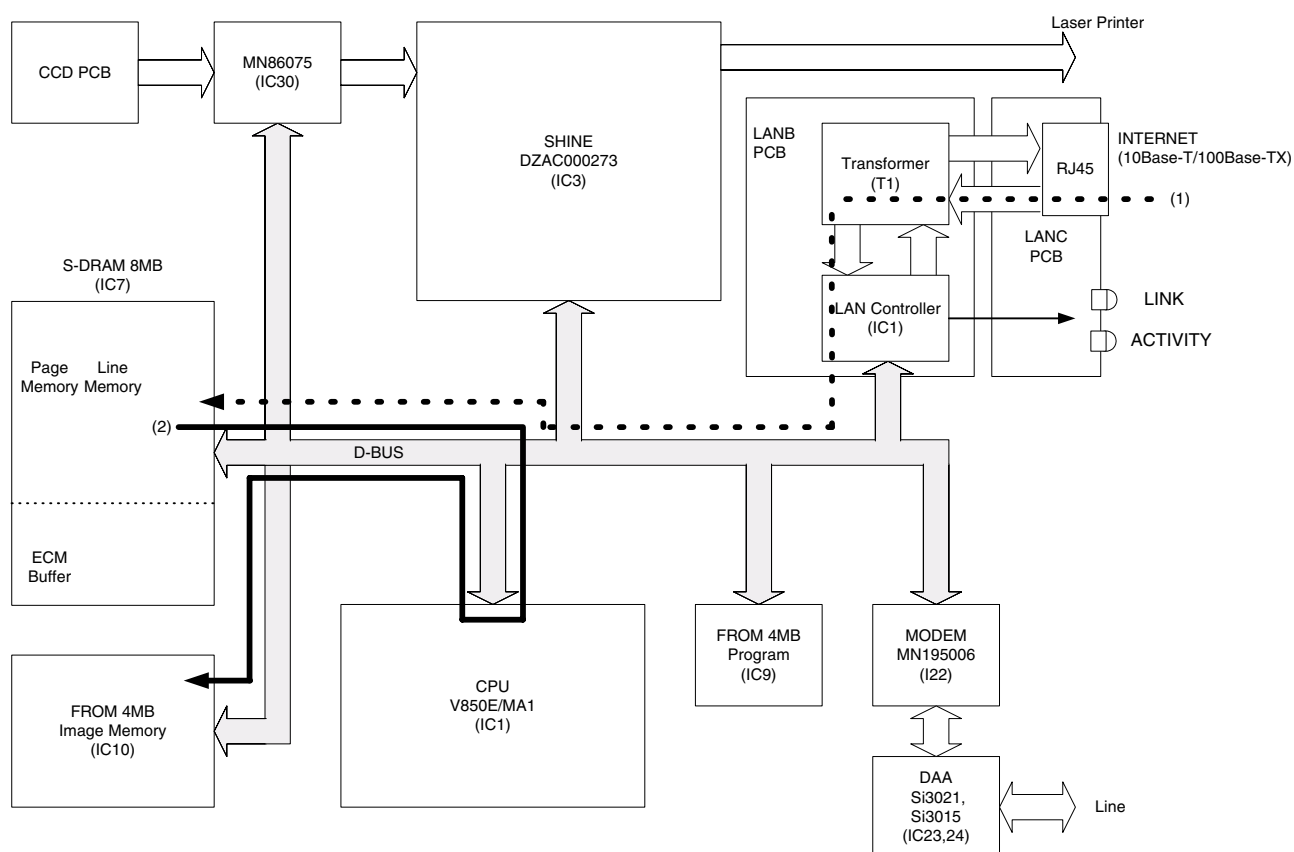 Laser Printer
CCD PCB
MN86075
(IC30)
SHINE
DZAC000273
(IC3)
LANB
PCB
Transformer
(T1)
RJ45
INTERNET
(10Base-T/100Base-TX)
(1)
LANC
PCB
LAN Controller
(IC1)
LINK
ACTIVITY
S-DRAM 8MB
(IC7)
Page Line
Memory Memory
(2)
D-BUS
ECM
Buffer
FROM 4MB
Image Memory
(IC10)
CPU
V850E/MA1
(IC1)
FROM 4MB
Program
(IC9)
MODEM
MN195006
(I22)
DAA
Si3021,
Si3015
(IC23,24)
Line